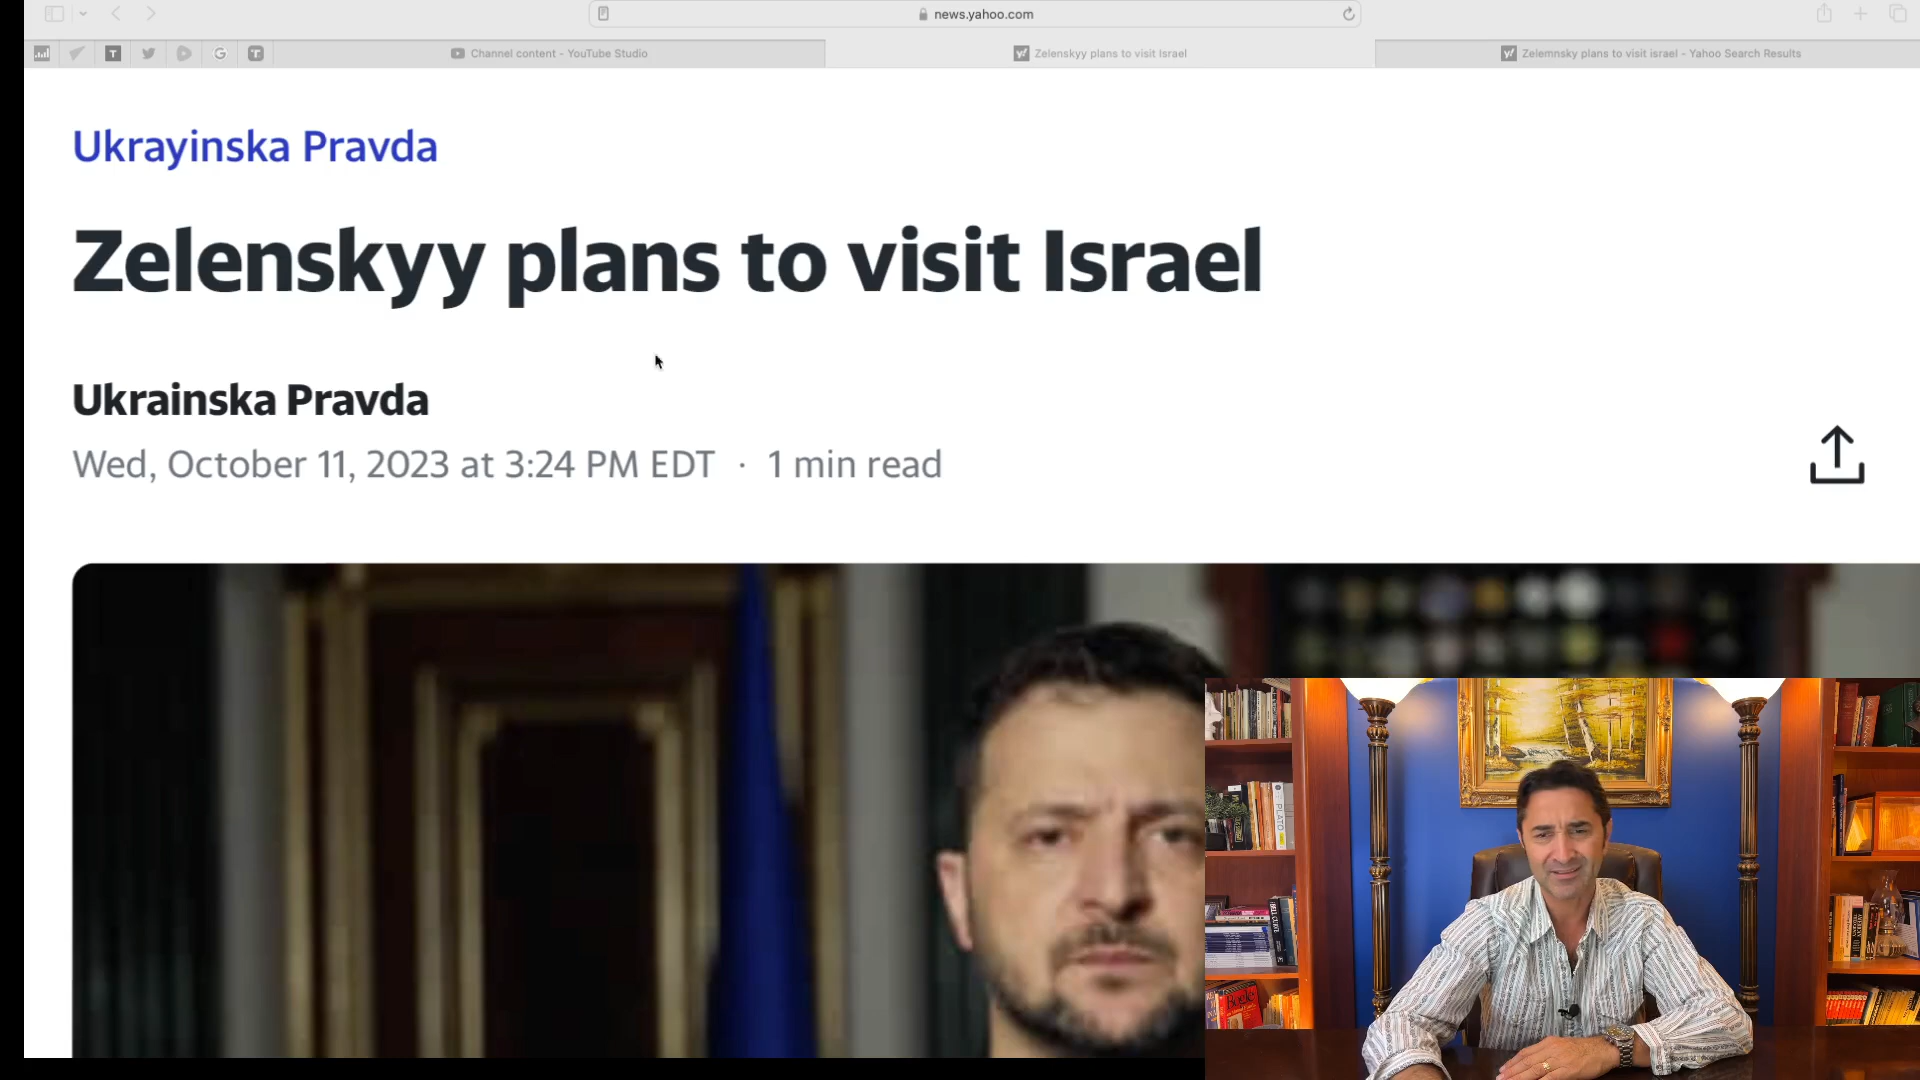 news.yahoo.com
Channel content - YouTube Studio
Zelenskyy plans to visit Israel
Zelemnsky plans to visit israel - Yahoo Search Results
Ukrayinska Pravda
Zelenskyy plans to visit Israel
Ukrainska Pravda
Wed, October 11, 2023 at 3:24 PM EDT · 1 min read
PLATO